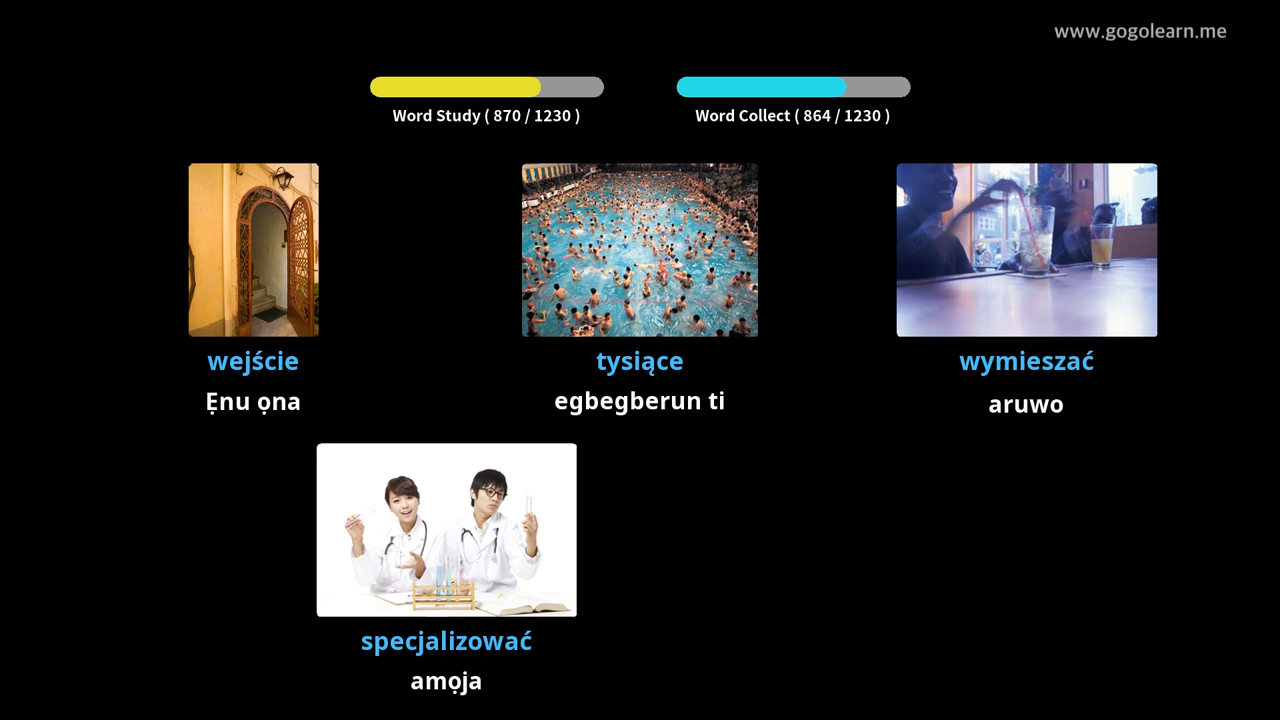 www.gogolearn.me
Word Study ( 870 / 1230 )
Word Collect ( 864 / 1230 )
wejście
Ẹnu ọna
tysiące
egbegberun ti
wymieszać
aruwo
specjalizować
amọja